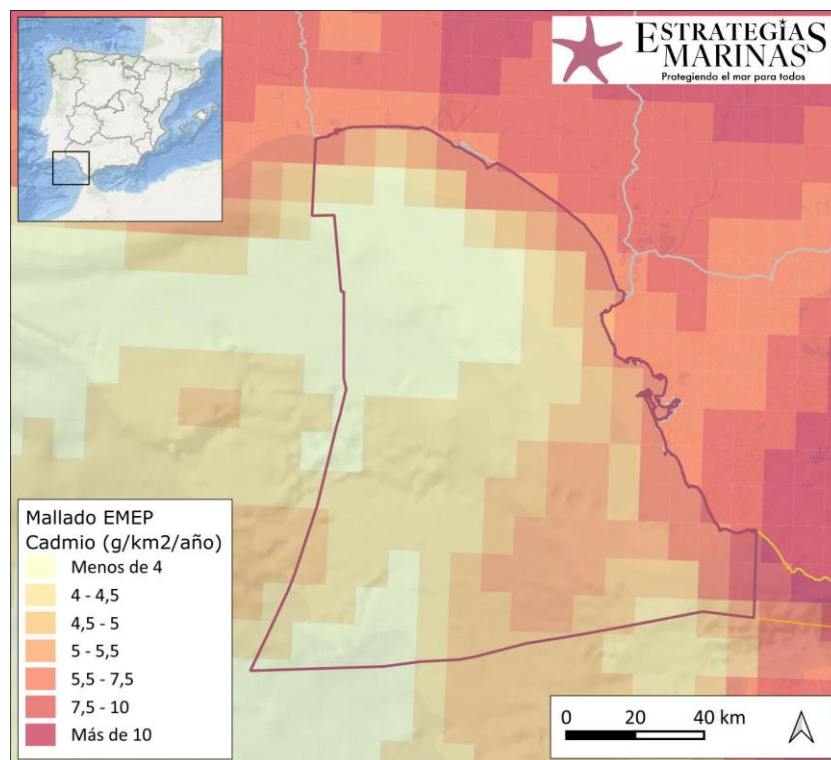 ESTRATEGIAS
MARINAS
Protegiendo el mar para todos
Mallado EMEP
Cadmio (g/km2/año)
Menos de 4
4 - 4,5
4,5 - 5
5 - 5,5
5,5 - 7,5
7,5 - 10
Más de 10
0 20 40 km